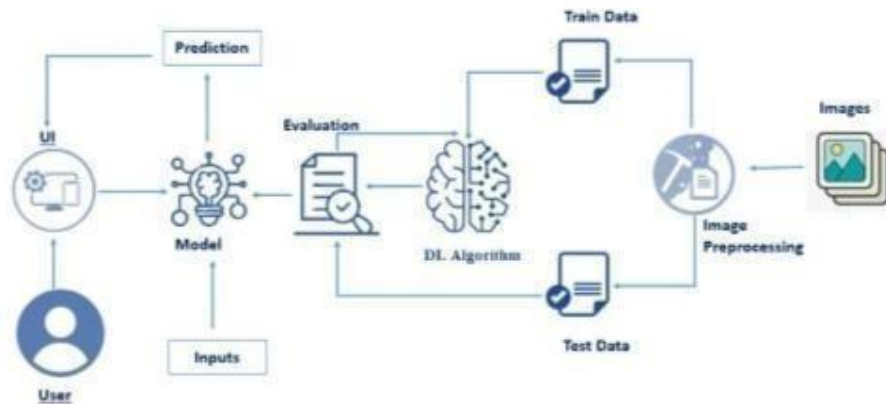 Train Data
Prediction
Images
Evaluation
UI
Model
DL Algorithm
Image
Preprocessing
Inputs
Test Data
User